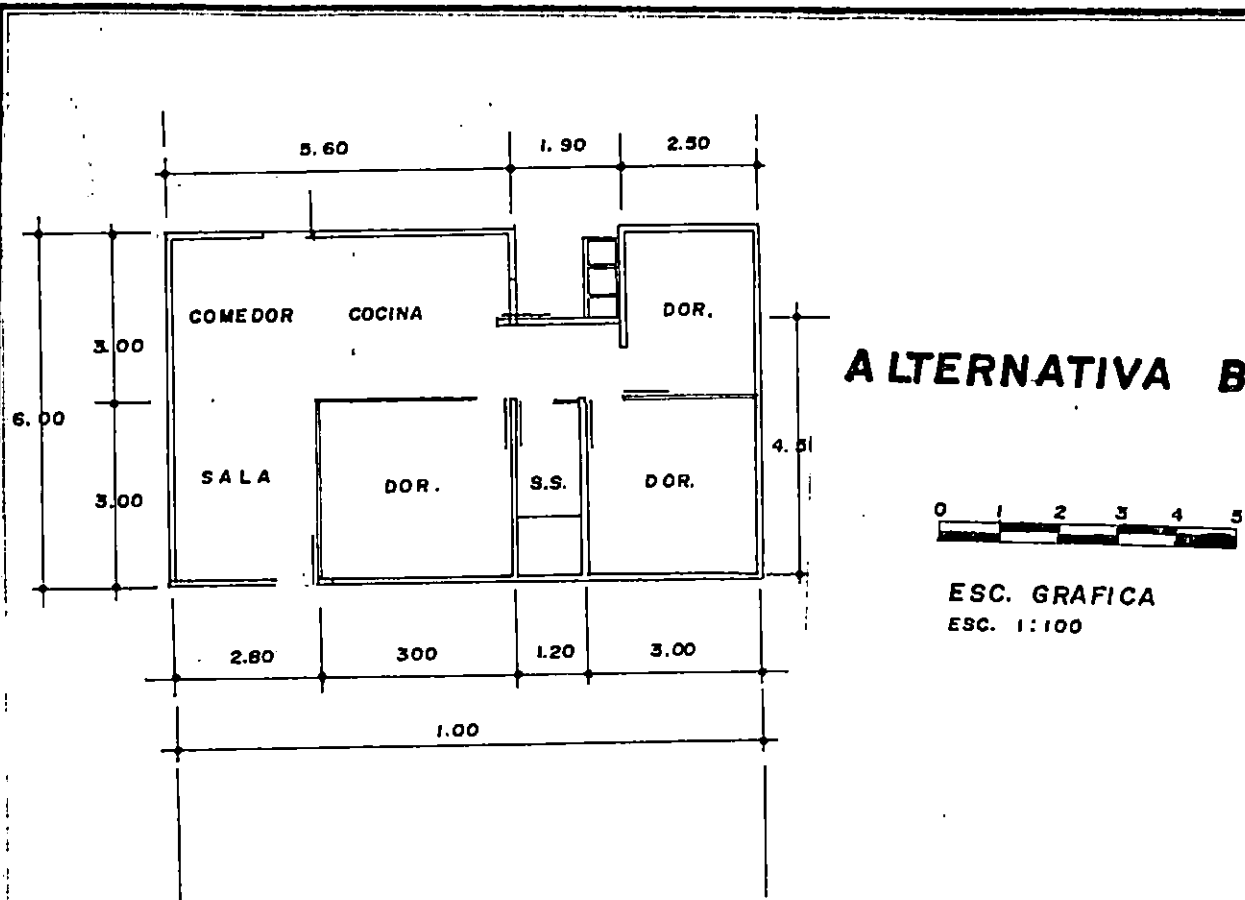 5.60 1.90 2.50
COMEDOR COCINA DOR.
3.00
6.00
ALTERNATIVA B
SALA DOR. S.S. DOR.
3.00
0 1 2 3 4 5
ESC. GRAFICA
ESC. 1:100
2.80 300 1.20 3.00
1.00